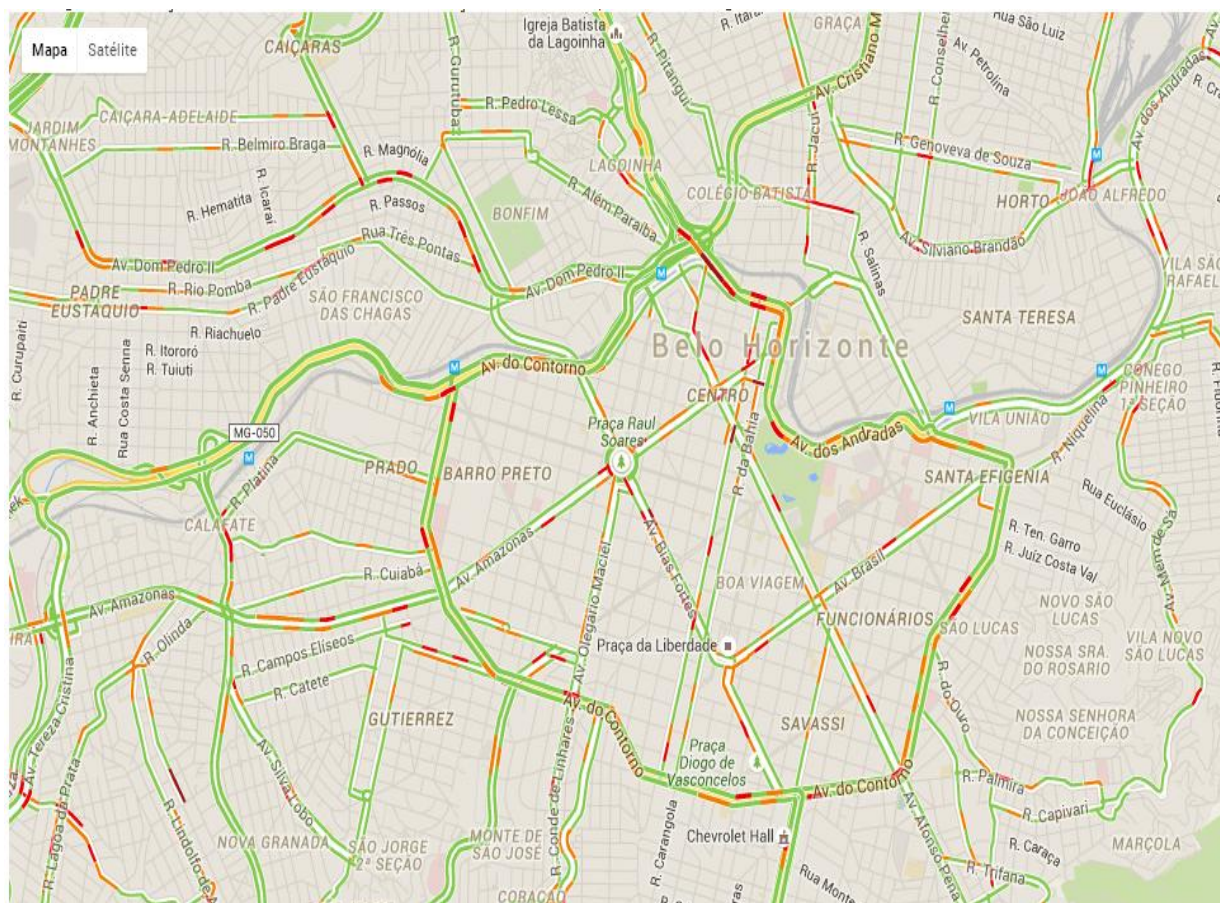 Mapa
Satélite
CAIÇARAS
Igreja Batista
da Lagoinha
GRAÇA
Rua São Luiz
R. Gurutuba
R. Pitangui
Av. Cristiano M
R. Conselhei
Av. Petrolina
Av. dos Andradas
R. Pedro Lessa
CAIÇARA-ADELAIDE
JARDIM
MONTANHES
R. Belmiro Braga
R. Magnólia
LAGOINHA
R. Jacuí
R. Genoveva de Souza
R. Icaraí
R. Hematita
R. Passos
BONFIM
R. Além Paraíba
COLÉGIO BATISTA
HORTO
JOÃO ALFREDO
Rua Três Pontas
R. Salinas
Av. Silviano Brandão
Av. Dom Pedro II
Av. Dom Pedro II
R. Rio Pomba
R. Padre Eustáquio
VILA SÃO
RAFAEL
PADRE
EUSTÁQUIO
SÃO FRANCISCO
DAS CHAGAS
SANTA TERESA
R. Riachuelo
R. Curupaiti
R. Itororó
R. Tuiuti
Belo Horizonte
R. Anchieta
Rua Costa Senna
Av. do Contorno
CENTRO
CÔNEGO
PINHEIRO
1ª SEÇÃO
VILA UNIÃO
R. Niquelina
Praça Raul
Soares
MG-050
R. da Bahia
Av. dos Andradas
PRADO
BARRO PRETO
SANTA EFIGENIA
R. Platina
CALAFATE
Rua Euclásio
Av. Mem de Sá
R. Ten. Garro
R. Juíz Costa Val
Av. Amazonas
Av. Bias Fortes
R. Cuiabá
Av. Olegário Maciel
BOA VIAGEM
Av. Brasil
Av. Amazonas
NOVO SÃO
LUCAS
FUNCIONÁRIOS
SÃO LUCAS
R. Olinda
R. Campos Elíseos
Praça da Liberdade
NOSSA SRA.
DO ROSARIO
VILA NOVO
SÃO LUCAS
R. Catete
R. do Ouro
GUTIERREZ
Av. do Contorno
SAVASSI
NOSSA SENHORA
DA CONCEIÇÃO
Av. Tereza Cristina
Av. Silva Lobo
Praça
Diogo de
Vasconcelos
R. Palmira
Av. do Contorno
R. Capivari
R. Lagoa da Prata
R. Lindolfo de A
R. Conde de Linhares
NOVA GRANADA
SÃO JORGE
2ª SEÇÃO
MONTE DE
SÃO JOSÉ
R. Carangola
Chevrolet Hall
Av. Afonso Pena
R. Caraça
MARÇOLA
R. Trifana
Rua Monte
CORAÇÃO